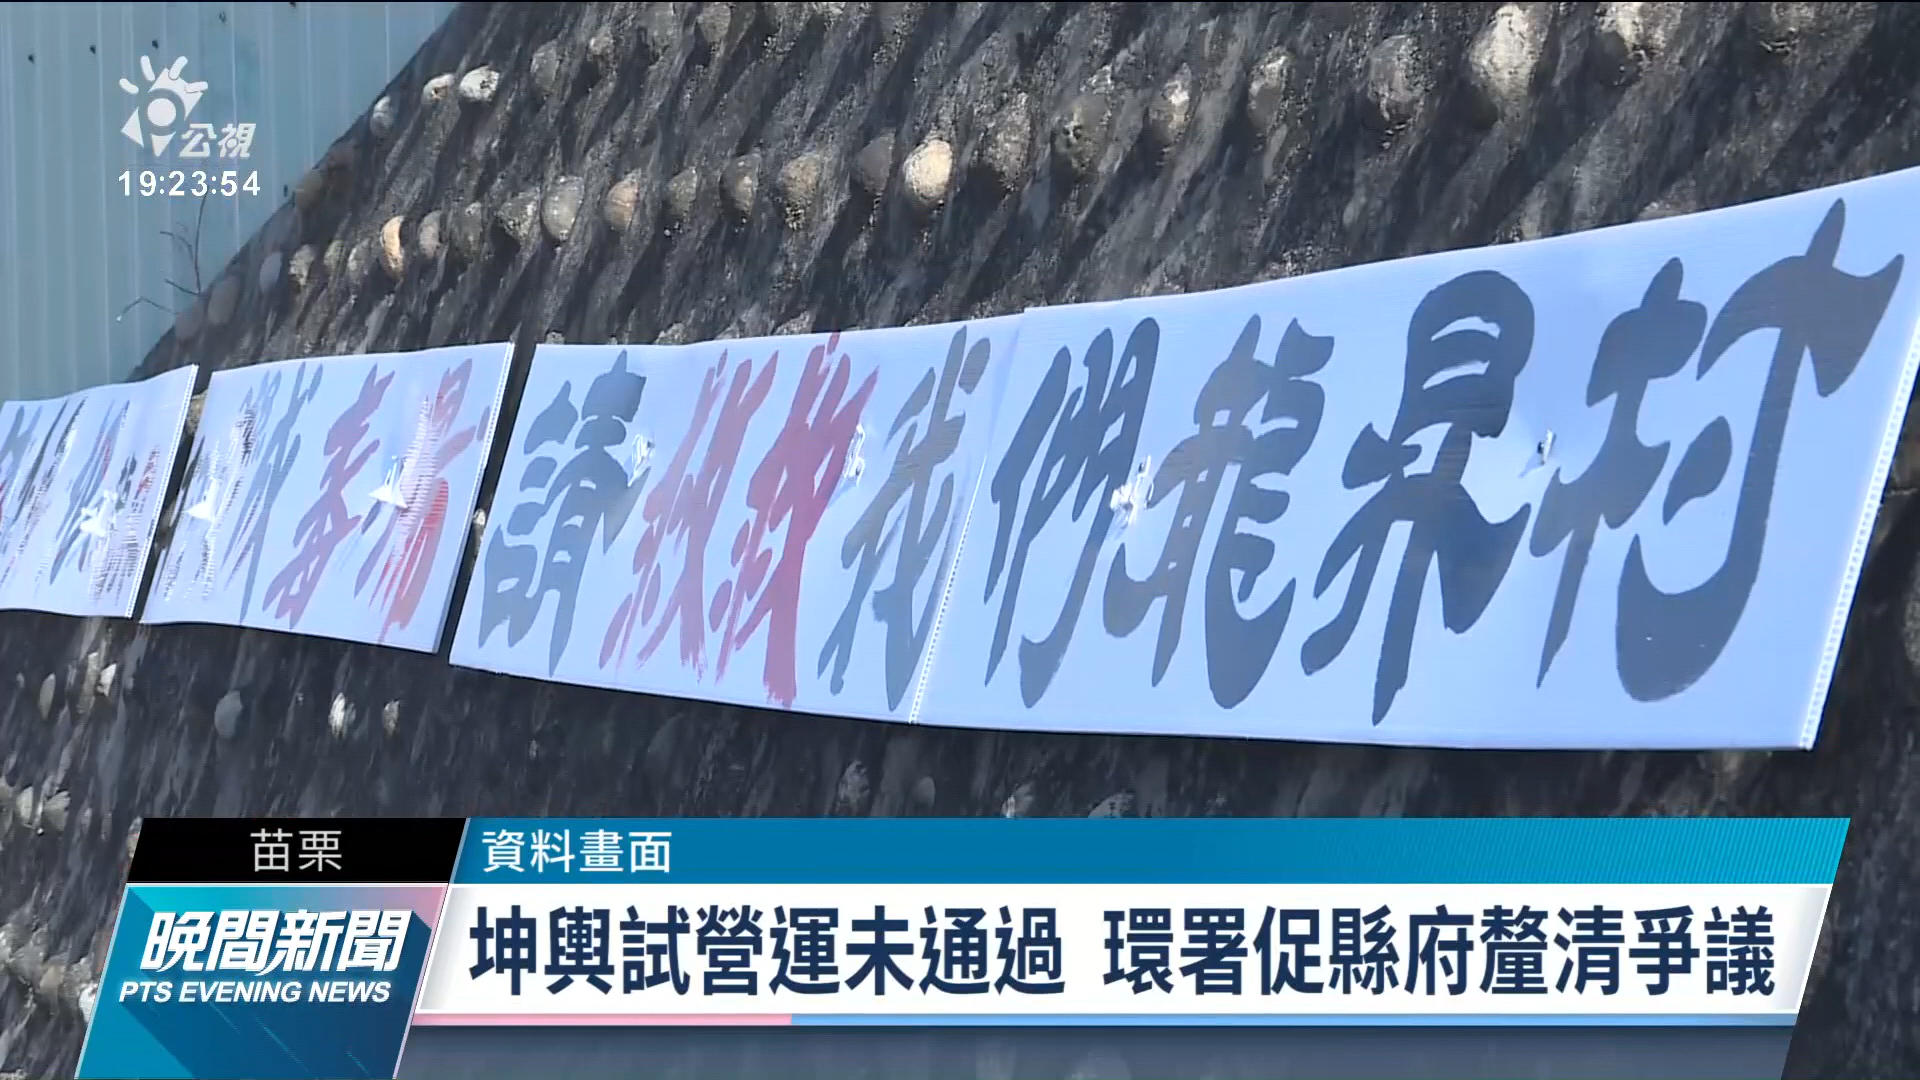 公視
19:23:54
毒場
請救救我們龍昇村
苗栗
資料畫面
晚間新聞
PTS EVENING NEWS
坤輿試營運未通過 環署促縣府釐清爭議